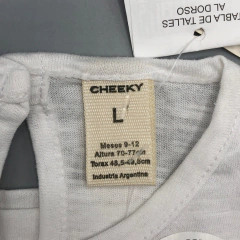 TABLA DE TALLES
AL DORSO
CHEEKY
L
Meses 9-12
Altura 70-77cm
Torax 48,5-49,5cm
Industria Argentina